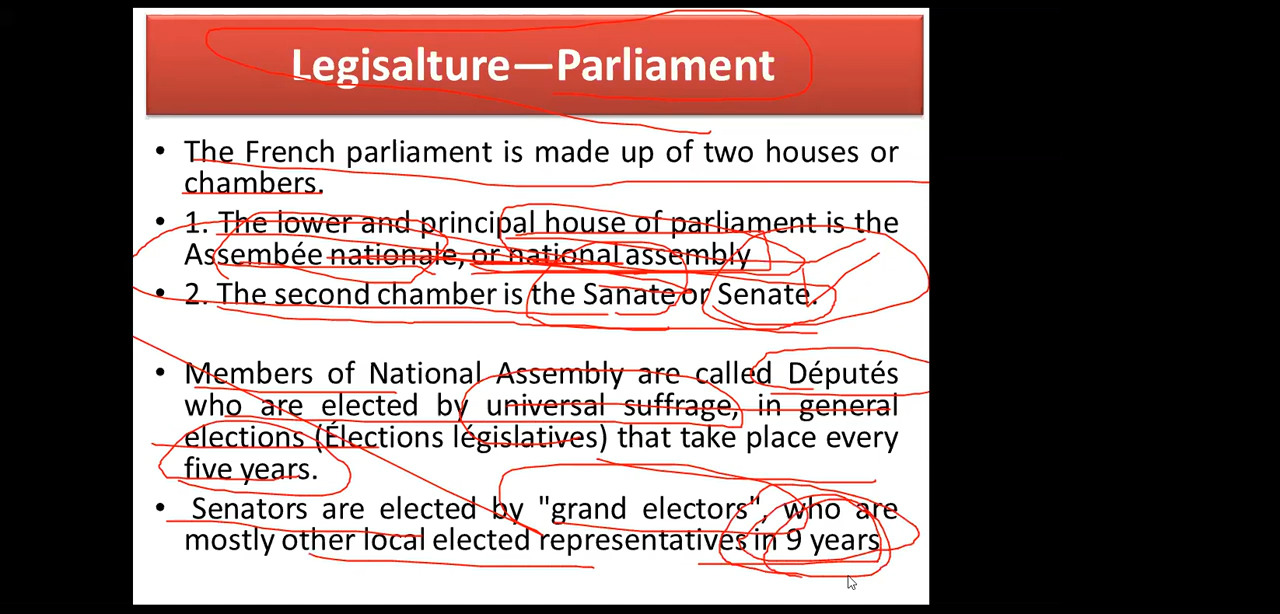 Legisalture—Parliament
• The French parliament is made up of two houses or
chambers.
• 1. The lower and principal house of parliament is the
Assembée nationale, or national assembly
• 2. The second chamber is the Sanate or Senate.
• Members of National Assembly are called Députés
who are elected by universal suffrage, in general
elections (Élections législatives) that take place every
five years.
• Senators are elected by "grand electors", who are
mostly other local elected representatives in 9 years